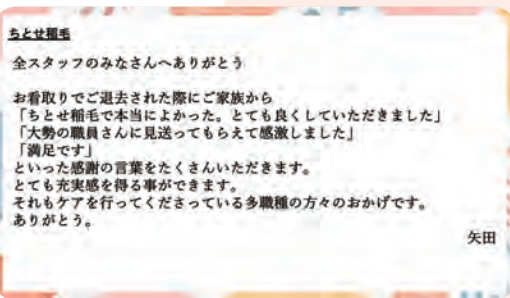 ちとせ稲毛
全スタッフのみなさんへありがとう
お看取りでご退去された際にご家族から
「ちとせ稲毛で本当によかった。とても良くしていただきました」
「大勢の職員さんに見送ってもらえて感激しました」
「満足です」
といった感謝の言葉をたくさんいただきます。
とても充実感を得る事ができます。
それもケアを行ってくださっている多職種の方々のおかげです。
ありがとう。
矢田